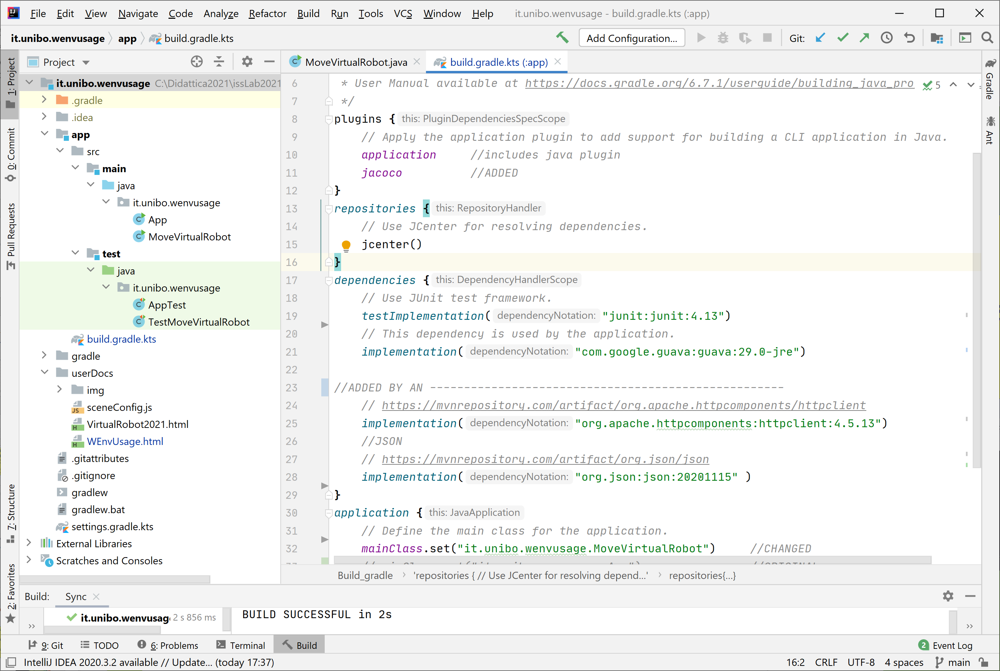 File Edit View Navigate Code Analyze Refactor Build Run Tools VCS Window Help it.unibo.wenvusage - build.gradle.kts (:app)
it.unibo.wenvusage app build.gradle.kts Add Configuration... Git:
Project
MoveVirtualRobot.java build.gradle.kts (:app)
1: Project
0: Commit
Pull Requests
7: Structure
2: Favorites
it.unibo.wenvusage C:\Didattica2021\issLab2021
.gradle
.idea
app
src
main
java
it.unibo.wenvusage
App
MoveVirtualRobot
test
java
it.unibo.wenvusage
AppTest
TestMoveVirtualRobot
build.gradle.kts
gradle
userDocs
img
sceneConfig.js
VirtualRobot2021.html
WEnvUsage.html
.gitattributes
.gitignore
gradlew
gradlew.bat
settings.gradle.kts
External Libraries
Scratches and Consoles
6 * User Manual available at https://docs.gradle.org/6.7.1/userguide/building_java_pro 5
7 */
8 plugins { this: PluginDependenciesSpecScope
9 // Apply the application plugin to add support for building a CLI application in Java.
10 application //includes java plugin
11 jacoco //ADDED
12 }
13 repositories { this: RepositoryHandler
14 // Use JCenter for resolving dependencies.
15 jcenter()
16 }
17 dependencies { this: DependencyHandlerScope
18 // Use JUnit test framework.
19 testImplementation( dependencyNotation: "junit:junit:4.13")
20 // This dependency is used by the application.
21 implementation( dependencyNotation: "com.google.guava:guava:29.0-jre")
22
23 //ADDED BY AN ----------------------------------------------------
24 // https://mvnrepository.com/artifact/org.apache.httpcomponents/httpclient
25 implementation( dependencyNotation: "org.apache.httpcomponents:httpclient:4.5.13")
26 //JSON
27 // https://mvnrepository.com/artifact/org.json/json
28 implementation( dependencyNotation: "org.json:json:20201115" )
29 }
30 application { this: JavaApplication
31 // Define the main class for the application.
32 mainClass.set("it.unibo.wenvusage.MoveVirtualRobot") //CHANGED
Gradle
Ant
Build_gradle › 'repositories { // Use JCenter for resolving depend...' › repositories{...}
Build: Sync
it.unibo.wenvusag 2 s 856 ms
BUILD SUCCESSFUL in 2s
9: Git TODO 6: Problems Terminal Build 2 Event Log
IntelliJ IDEA 2020.3.2 available // Update... (today 17:37) 16:2 CRLF UTF-8 4 spaces main